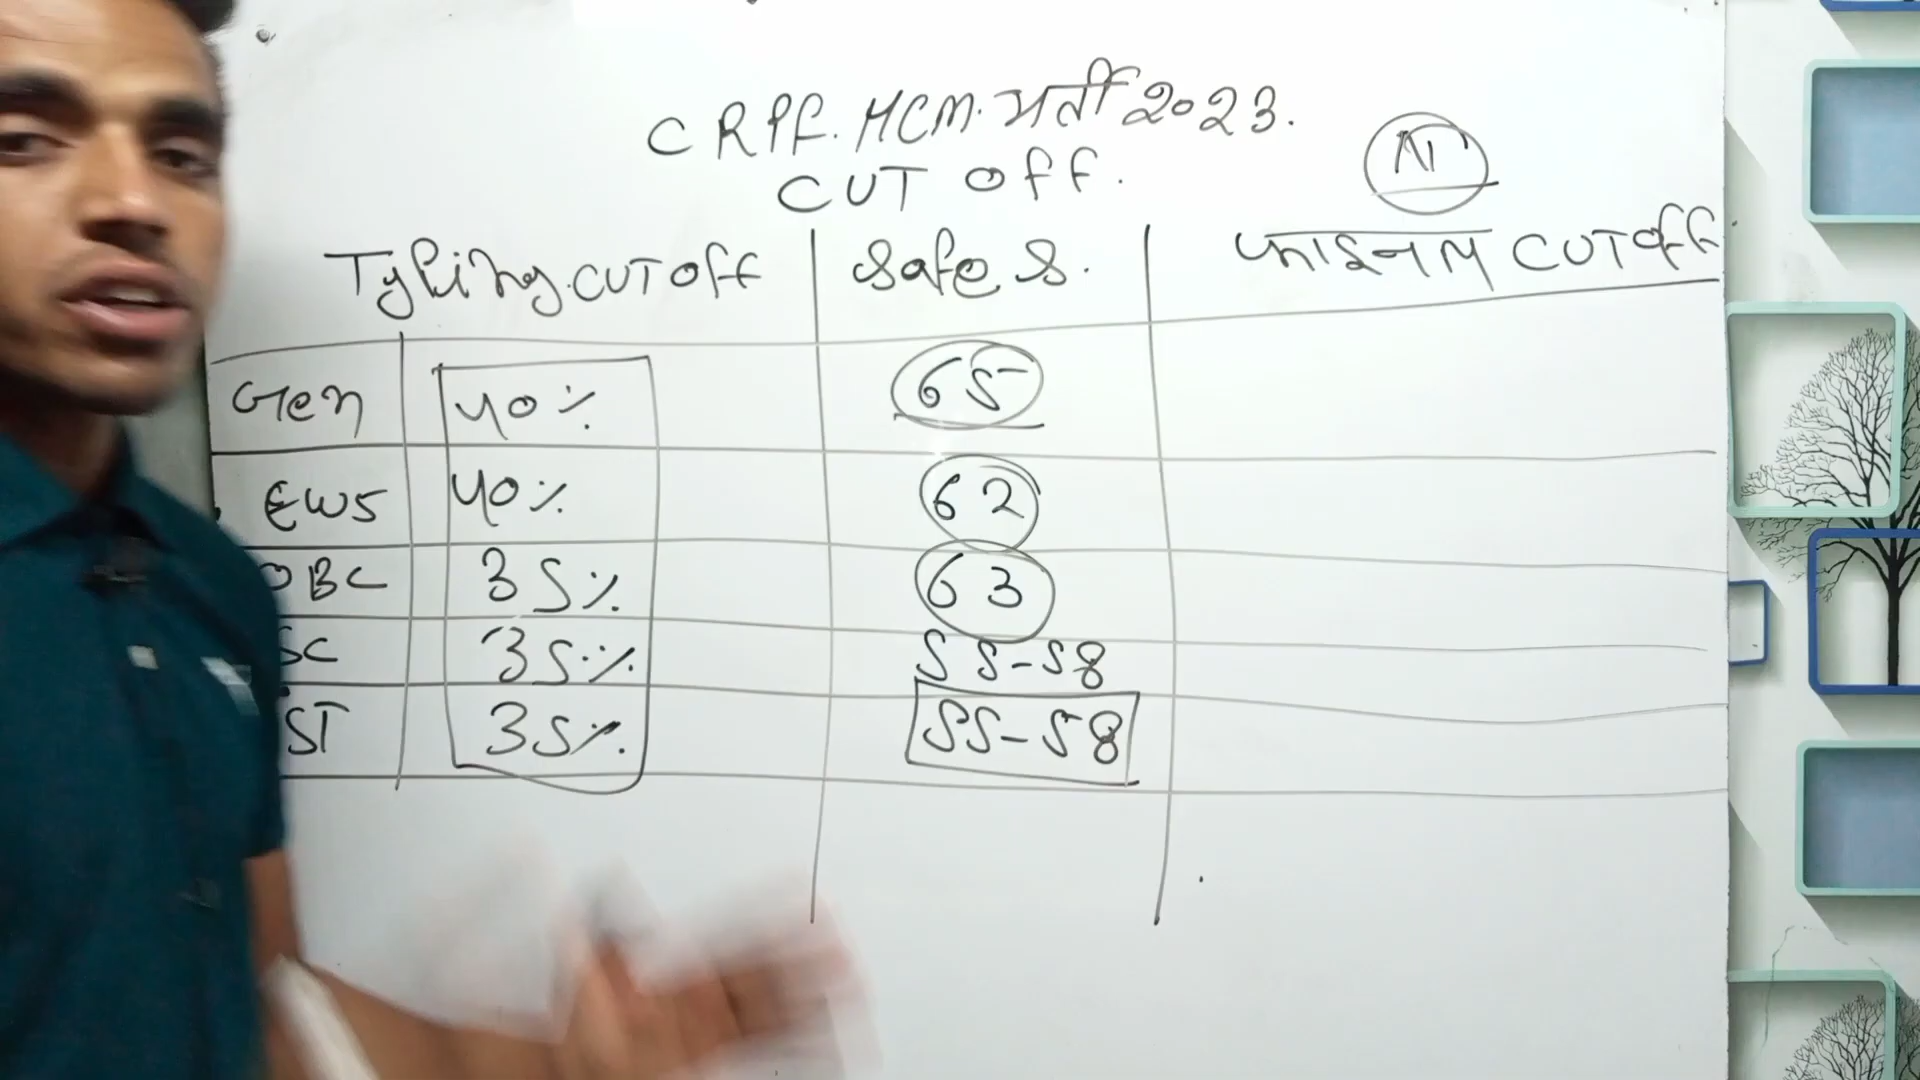 CRPF. HCM. भर्ती 2023.
CUT OFF.
Typing. CUT OFF
Safe S.
फाइनल CUT OFF
Gen 40% 65
EWS 40% 62
OBC 35% 63
SC 35% 55-58
ST 35% 55-58